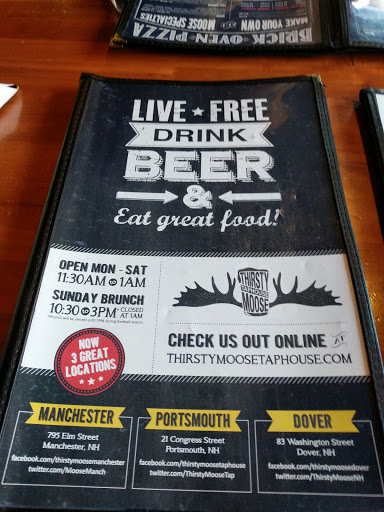 BRICK OVEN PIZZA
MAKE YOUR OWN
MOOSE SPECIALTIES
LIVE ★ FREE
DRINK
BEER
&
Eat great food!
OPEN MON - SAT
11:30AM TO 1AM
SUNDAY BRUNCH
10:30 TO 3PM CLOSED AT 1AM
THIRSTY
MOOSE
CHECK US OUT ONLINE AT
THIRSTYMOOSETAPHOUSE.COM
NOW
3 GREAT
LOCATIONS
MANCHESTER
795 Elm Street
Manchester, NH
facebook.com/thirstymoosemanchester
twitter.com/MooseManch
PORTSMOUTH
21 Congress Street
Portsmouth, NH
facebook.com/thirstymoosetaphouse
twitter.com/ThirstyMooseTap
DOVER
83 Washington Street
Dover, NH
facebook.com/thirstymoosedover
twitter.com/ThirstyMooseNH